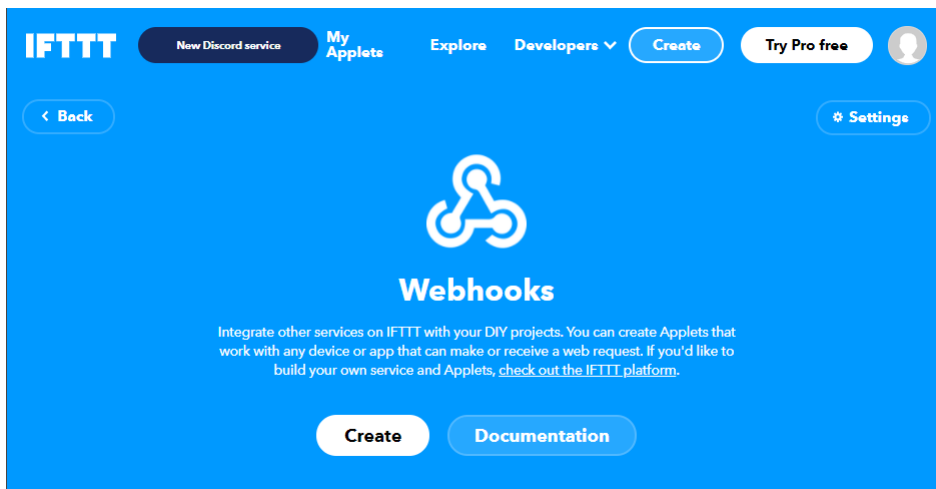 IFTTT
New Discord service
My
Applets
Explore
Developers
Create
Try Pro free
Back
Settings
Webhooks
Integrate other services on IFTTT with your DIY projects. You can create Applets that
work with any device or app that can make or receive a web request. If you'd like to
build your own service and Applets, check out the IFTTT platform.
Create
Documentation